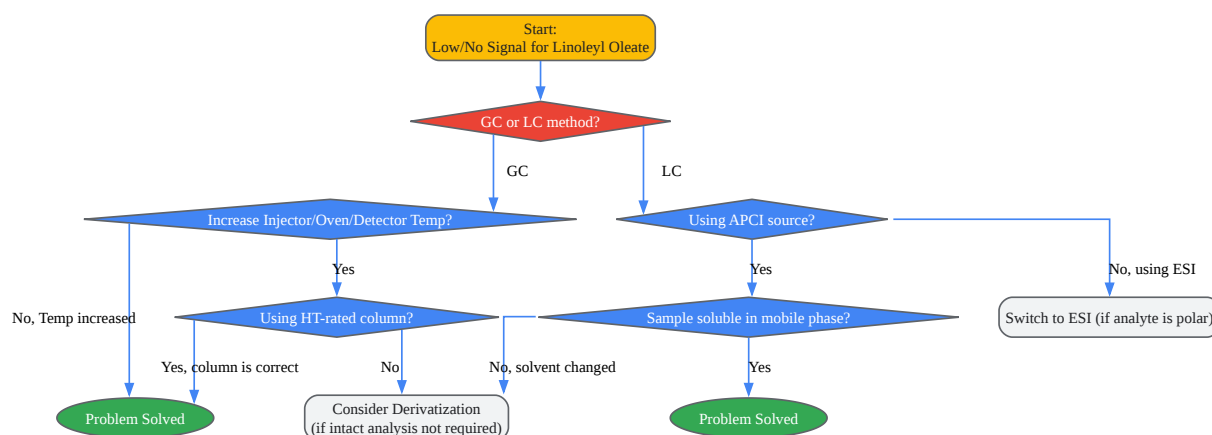 Start:
Low/No Signal for Linoleyl Oleate
GC or LC method?
GC
LC
Increase Injector/Oven/Detector Temp?
Using APCI source?
Yes
Yes
No, using ESI
No, Temp increased
Using HT-rated column?
Sample soluble in mobile phase?
Switch to ESI (if analyte is polar)
Yes, column is correct
No
No, solvent changed
Yes
Problem Solved
Consider Derivatization
(if intact analysis not required)
Problem Solved